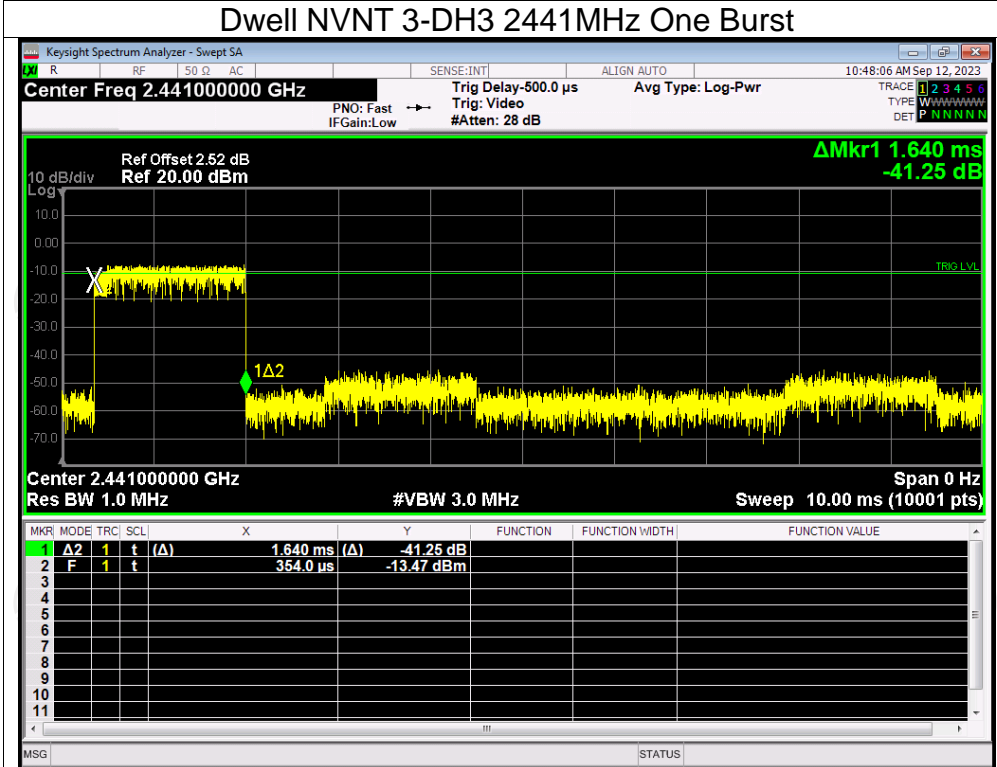 Dwell NVNT 3-DH3 2441MHz One Burst
Keysight Spectrum Analyzer - Swept SA
LXI R RF 50 Ω AC SENSE:INT ALIGN AUTO 10:48:06 AM Sep 12, 2023
Center Freq 2.441000000 GHz Trig Delay-500.0 µs Avg Type: Log-Pwr TRACE 1 2 3 4 5 6
PNO: Fast Trig: Video TYPE WWWWWW
IFGain:Low #Atten: 28 dB DET P N N N N N
ΔMkr1 1.640 ms
-41.25 dB
Ref Offset 2.52 dB
10 dB/div Ref 20.00 dBm
Log
10.0
0.00
-10.0 TRIG LVL
-20.0
-30.0
-40.0
1Δ2
-50.0
-60.0
-70.0
Center 2.441000000 GHz Span 0 Hz
Res BW 1.0 MHz #VBW 3.0 MHz Sweep 10.00 ms (10001 pts)
MKR MODE TRC SCL X Y FUNCTION FUNCTION WIDTH FUNCTION VALUE
1 Δ2 1 t (Δ) 1.640 ms (Δ) -41.25 dB
2 F 1 t 354.0 µs -13.47 dBm
3
4
5
6
7
8
9
10
11
MSG STATUS